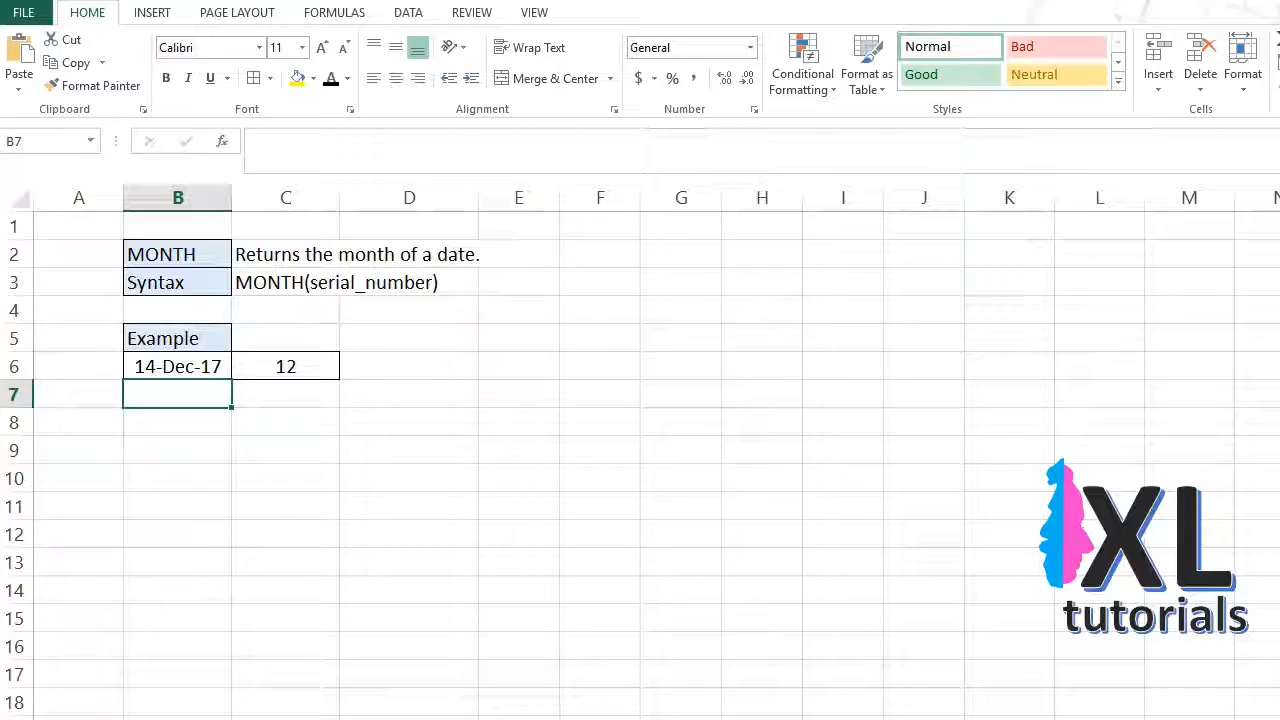 FILE HOME INSERT PAGE LAYOUT FORMULAS DATA REVIEW VIEW
Paste Cut
Copy
Format Painter
Clipboard
Calibri 11
B I U A
Font
Wrap Text
Merge & Center
Alignment
General
$ % ,
Number
Conditional Formatting
Format as Table
Normal Bad
Good Neutral
Styles
Insert Delete Format
Cells
B7 fx
A B C D E F G H I J K L M N
1
2 MONTH Returns the month of a date.
3 Syntax MONTH(serial_number)
4
5 Example
6 14-Dec-17 12
7
8
9
10
11
12
13
14
15
16
17
18
XL
tutorials